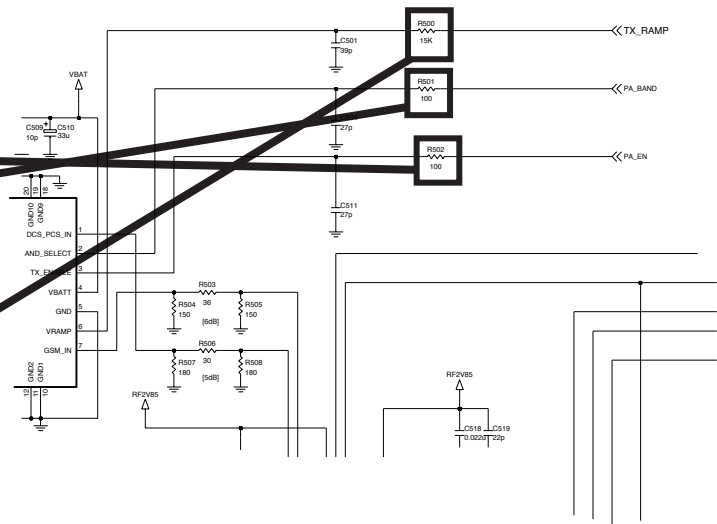 R500
15K
TX_RAMP
C501
39p
R501
100
PA_BAND
27p
R502
100
PA_EN
C511
27p
VBAT
C509
10p
C510
33u
20
19
18
GND10
GND9
DCS_PCS_IN
1
AND_SELECT
2
3
VBATT
4
GND
5
VRAMP
6
GSM_IN
7
GND2
GND1
12
11
10
R503
36
R504
150
R505
150
[6dB]
R506
30
R507
180
R508
180
[5dB]
RF2V85
RF2V85
C518
0.022u
C519
22p